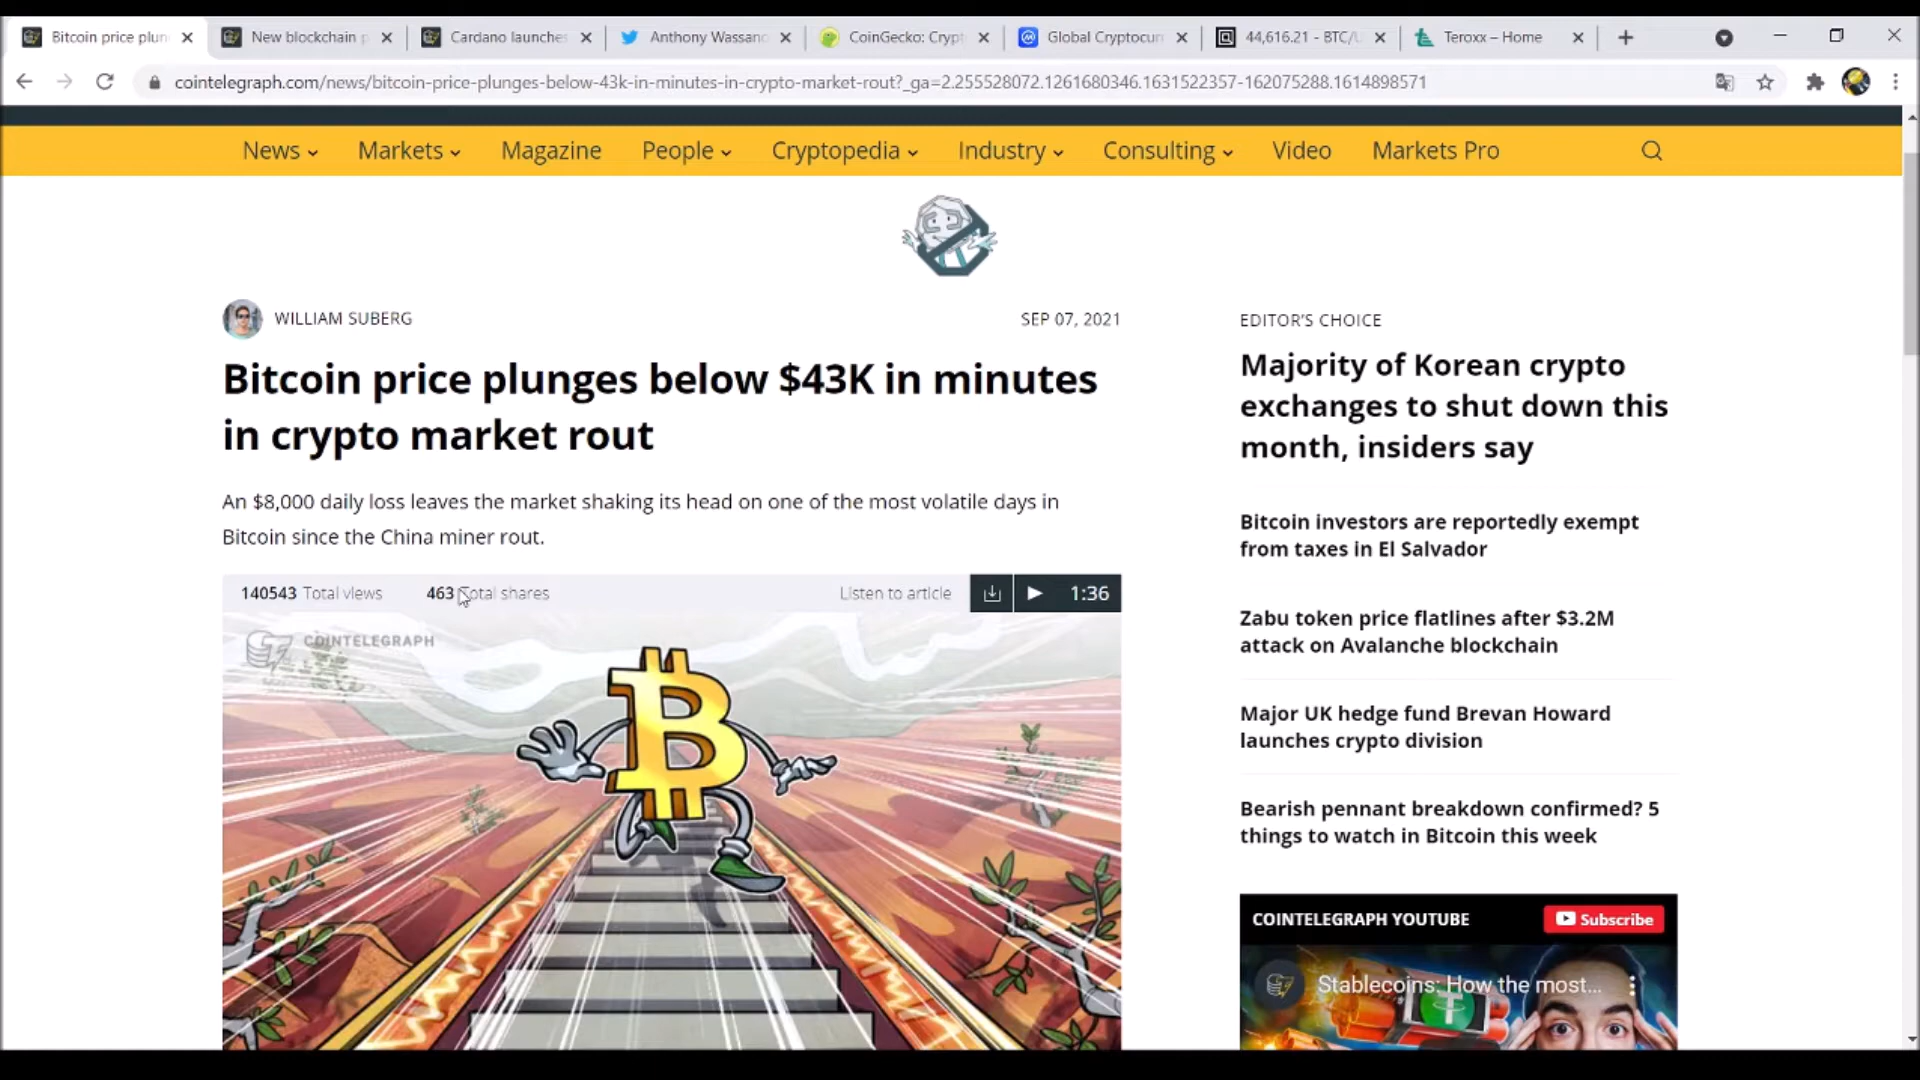 Bitcoin price plun
New blockchain p
Cardano launches
Anthony Wassano
CoinGecko: Crypt
Global Cryptocurr
44,616.21 - BTC/U
Teroxx – Home
cointelegraph.com/news/bitcoin-price-plunges-below-43k-in-minutes-in-crypto-market-rout?_ga=2.255528072.1261680346.1631522357-162075288.1614898571
News
Markets
Magazine
People
Cryptopedia
Industry
Consulting
Video
Markets Pro
WILLIAM SUBERG
SEP 07, 2021
Bitcoin price plunges below $43K in minutes
in crypto market rout
An $8,000 daily loss leaves the market shaking its head on one of the most volatile days in
Bitcoin since the China miner rout.
140543 Total views
463 Total shares
Listen to article
1:36
COINTELEGRAPH
EDITOR'S CHOICE
Majority of Korean crypto
exchanges to shut down this
month, insiders say
Bitcoin investors are reportedly exempt
from taxes in El Salvador
Zabu token price flatlines after $3.2M
attack on Avalanche blockchain
Major UK hedge fund Brevan Howard
launches crypto division
Bearish pennant breakdown confirmed? 5
things to watch in Bitcoin this week
COINTELEGRAPH YOUTUBE
Subscribe
Stablecoins: How the most...